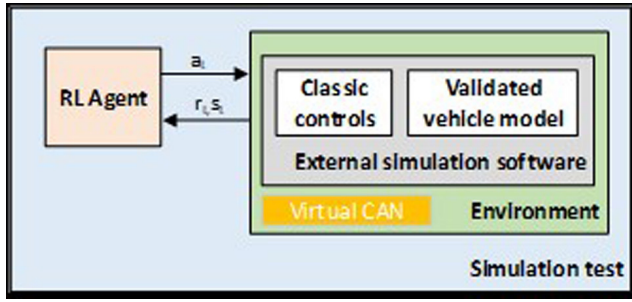 RL Agent
aₜ
rₜ,sₜ
Classic
controls
Validated
vehicle model
External simulation software
Virtual CAN
Environment
Simulation test